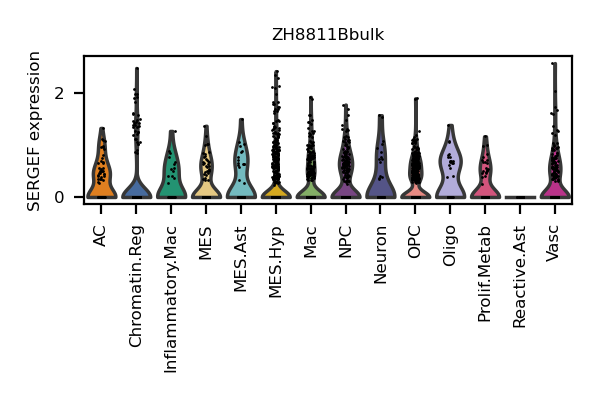 ZH8811Bbulk
SERGEF expression
2
0
AC
Chromatin.Reg
Inflammatory.Mac
MES
MES.Ast
MES.Hyp
Mac
NPC
Neuron
OPC
Oligo
Prolif.Metab
Reactive.Ast
Vasc